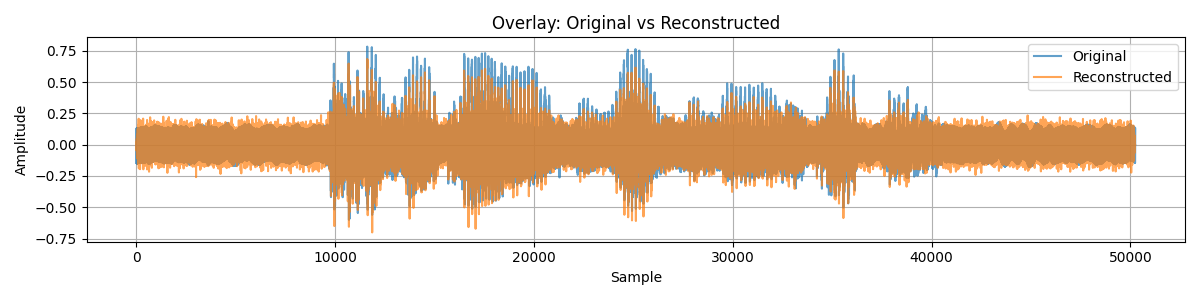 Overlay: Original vs Reconstructed
Amplitude
0.75
0.50
0.25
0.00
−0.25
−0.50
−0.75
Original
Reconstructed
0 10000 20000 30000 40000 50000
Sample